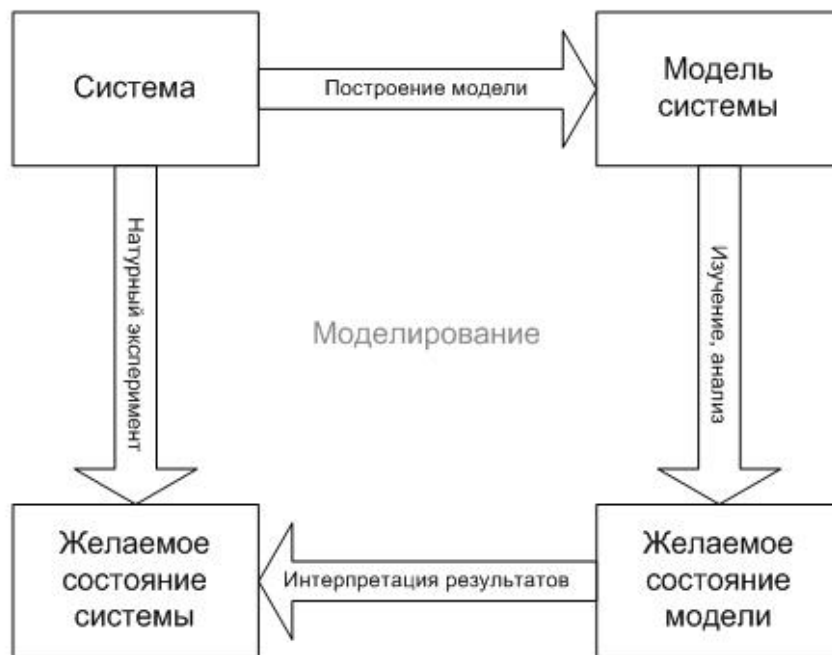 Система
Построение модели
Модель
системы
Натурный эксперимент
Моделирование
Изучение, анализ
Желаемое
состояние
системы
Интерпретация результатов
Желаемое
состояние
модели